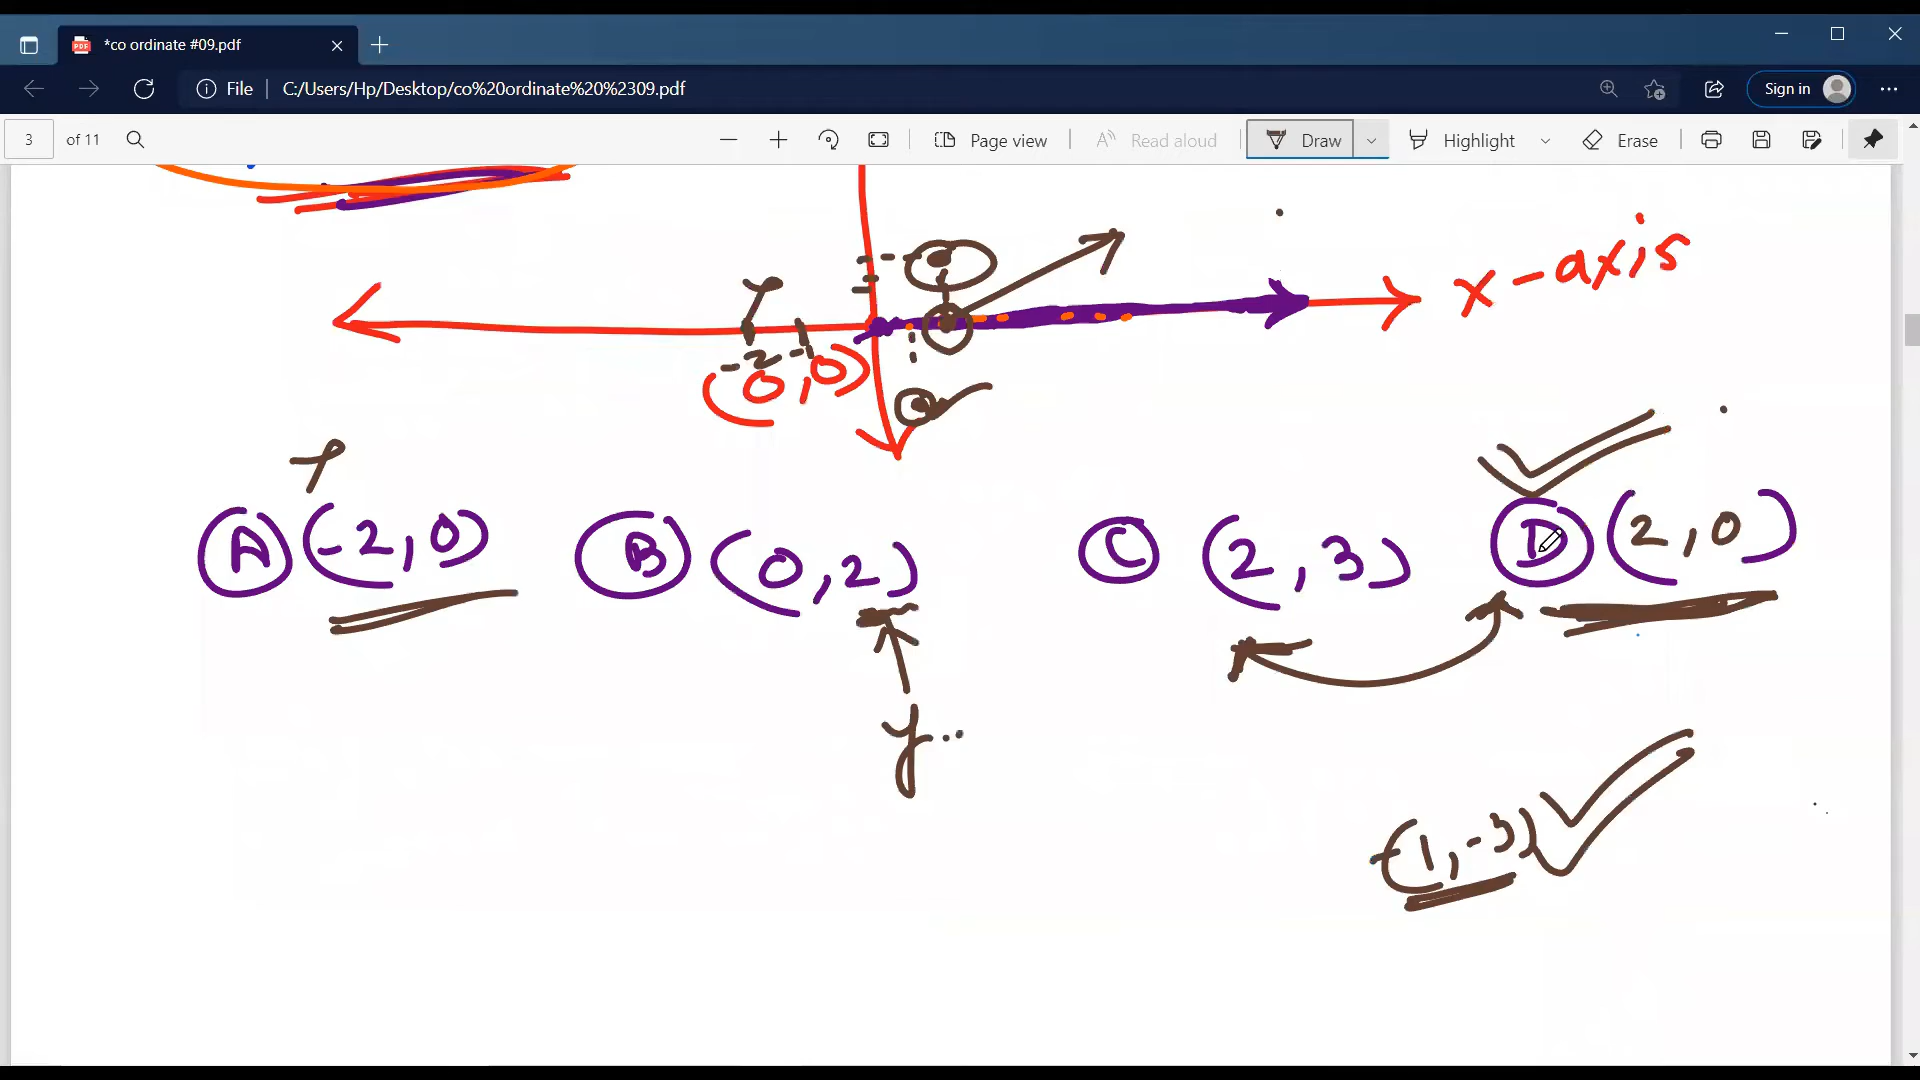 *co ordinate #09.pdf
File C:/Users/Hp/Desktop/co%20ordinate%20%2309.pdf
Sign in
3 of 11
Page view
Read aloud
Draw
Highlight
Erase
x-axis
-2 -
(0,0)
A (-2,0) B (0,2) C (2,3) D (2,0)
y..
(1,-3)